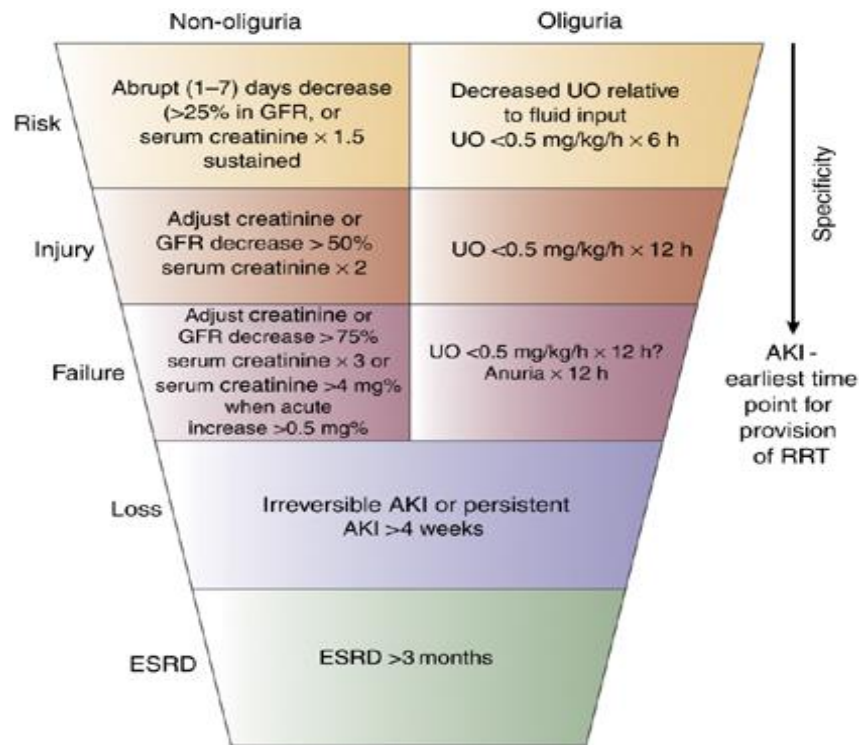 Non-oliguria
Oliguria
Risk
Abrupt (1–7) days decrease
(>25% in GFR, or
serum creatinine × 1.5
sustained
Decreased UO relative
to fluid input
UO <0.5 mg/kg/h × 6 h
Injury
Adjust creatinine or
GFR decrease > 50%
serum creatinine × 2
UO <0.5 mg/kg/h × 12 h
Failure
Adjust creatinine or
GFR decrease > 75%
serum creatinine × 3 or
serum creatinine >4 mg%
when acute
increase >0.5 mg%
UO <0.5 mg/kg/h × 12 h?
Anuria × 12 h
Specificity
AKI -
earliest time
point for
provision
of RRT
Loss
Irreversible AKI or persistent
AKI >4 weeks
ESRD
ESRD >3 months